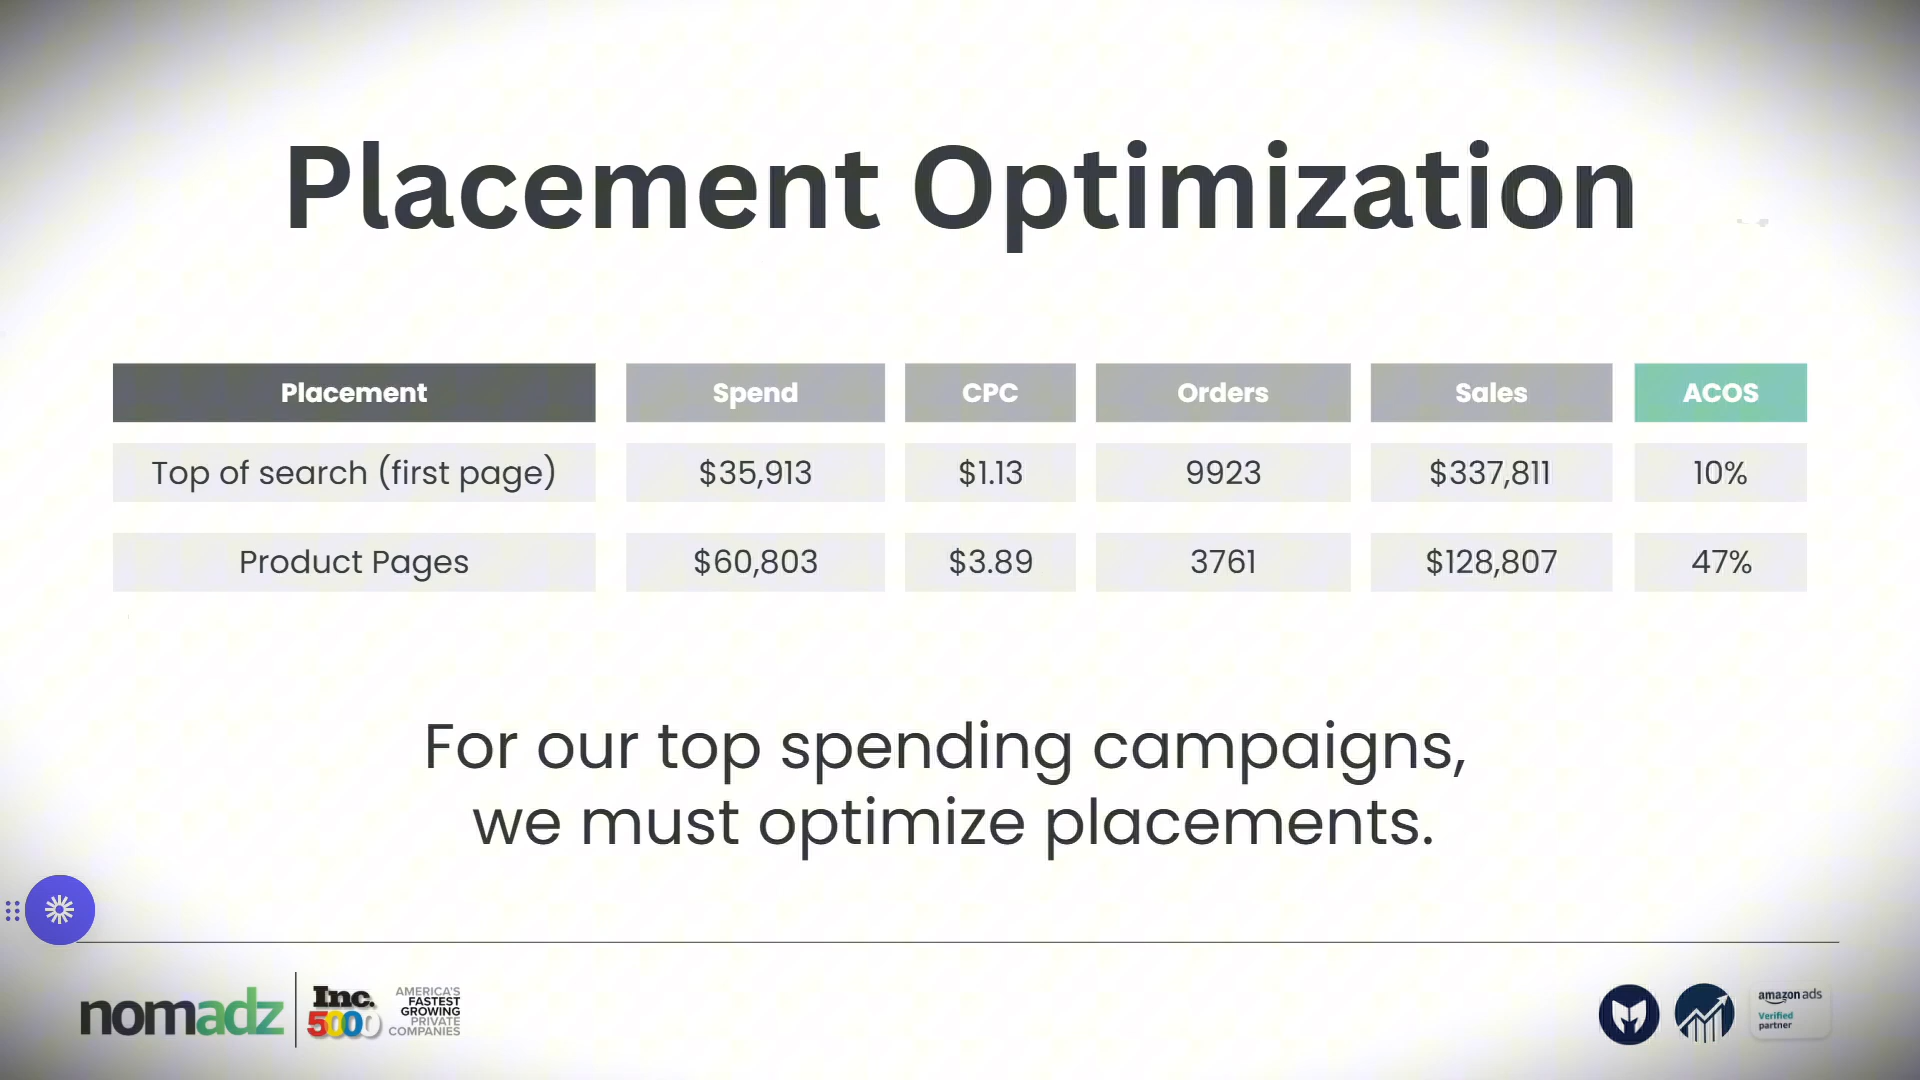 Placement Optimization
Placement Spend CPC Orders Sales ACOS
Top of search (first page) $35,913 $1.13 9923 $337,811 10%
Product Pages $60,803 $3.89 3761 $128,807 47%
For our top spending campaigns,
we must optimize placements.
nomadz
Inc.
5000
AMERICA'S
FASTEST
GROWING
PRIVATE
COMPANIES
amazon ads
Verified
partner